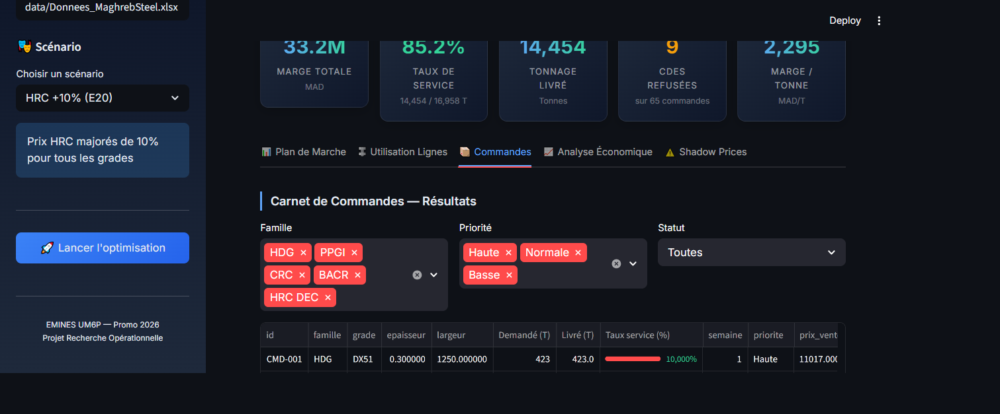 data/Donnees_MaghrebSteel.xlsx
Deploy
Scénario
Choisir un scénario
HRC +10% (E20)
Prix HRC majorés de 10%
pour tous les grades
Lancer l'optimisation
EMINES UM6P — Promo 2026
Projet Recherche Opérationnelle
33.2M
MARGE TOTALE
MAD
85.2%
TAUX DE
SERVICE
14,454 / 16,958 T
14,454
TONNAGE
LIVRÉ
Tonnes
9
CDES
REFUSÉES
sur 65 commandes
2,295
MARGE /
TONNE
MAD/T
Plan de Marche Utilisation Lignes Commandes Analyse Économique Shadow Prices
Carnet de Commandes — Résultats
Famille
HDG PPGI
CRC BACR
HRC DEC
Priorité
Haute Normale
Basse
Statut
Toutes
id famille grade epaisseur largeur Demandé (T) Livré (T) Taux service (%) semaine priorite prix_vent
CMD-001 HDG DX51 0.300000 1250.000000 423 423.0 10,000% 1 Haute 11017.000